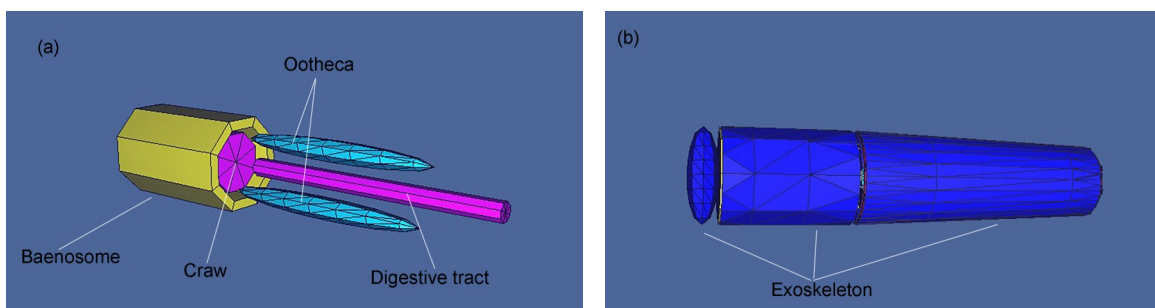 (a)
Ootheca
Baenosome
Craw
Digestive tract
(b)
Exoskeleton